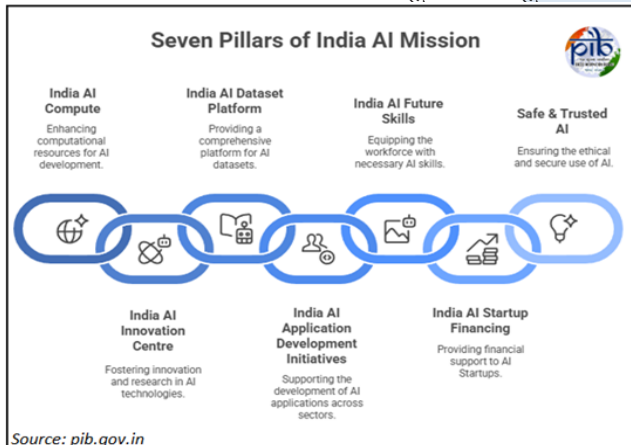 Seven Pillars of India AI Mission
pib
India AI
Compute
Enhancing
computational
resources for AI
development.
India AI Dataset
Platform
Providing a
comprehensive
platform for AI
datasets.
India AI Future
Skills
Equipping the
workforce with
necessary AI skills.
Safe & Trusted
AI
Ensuring the ethical
and secure use of AI.
India AI
Innovation
Centre
Fostering innovation
and research in AI
technologies.
India AI
Application
Development
Initiatives
Supporting the
development of AI
applications across
sectors.
India AI Startup
Financing
Providing financial
support to AI
Startups.
Source: pib.gov.in